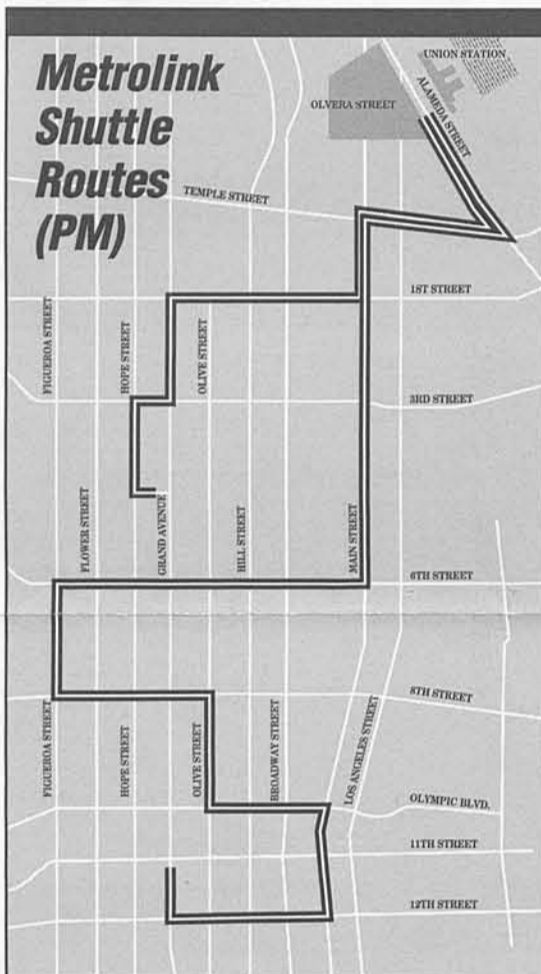 Metrolink
Shuttle
Routes
(PM)
UNION STATION
OLVERA STREET
ALAMEDA STREET
TEMPLE STREET
1ST STREET
FIGUEROA STREET
HOPE STREET
OLIVE STREET
3RD STREET
FLOWER STREET
GRAND AVENUE
HILL STREET
MAIN STREET
6TH STREET
8TH STREET
FIGUEROA STREET
HOPE STREET
OLIVE STREET
BROADWAY STREET
LOS ANGELES STREET
OLYMPIC BLVD.
11TH STREET
12TH STREET